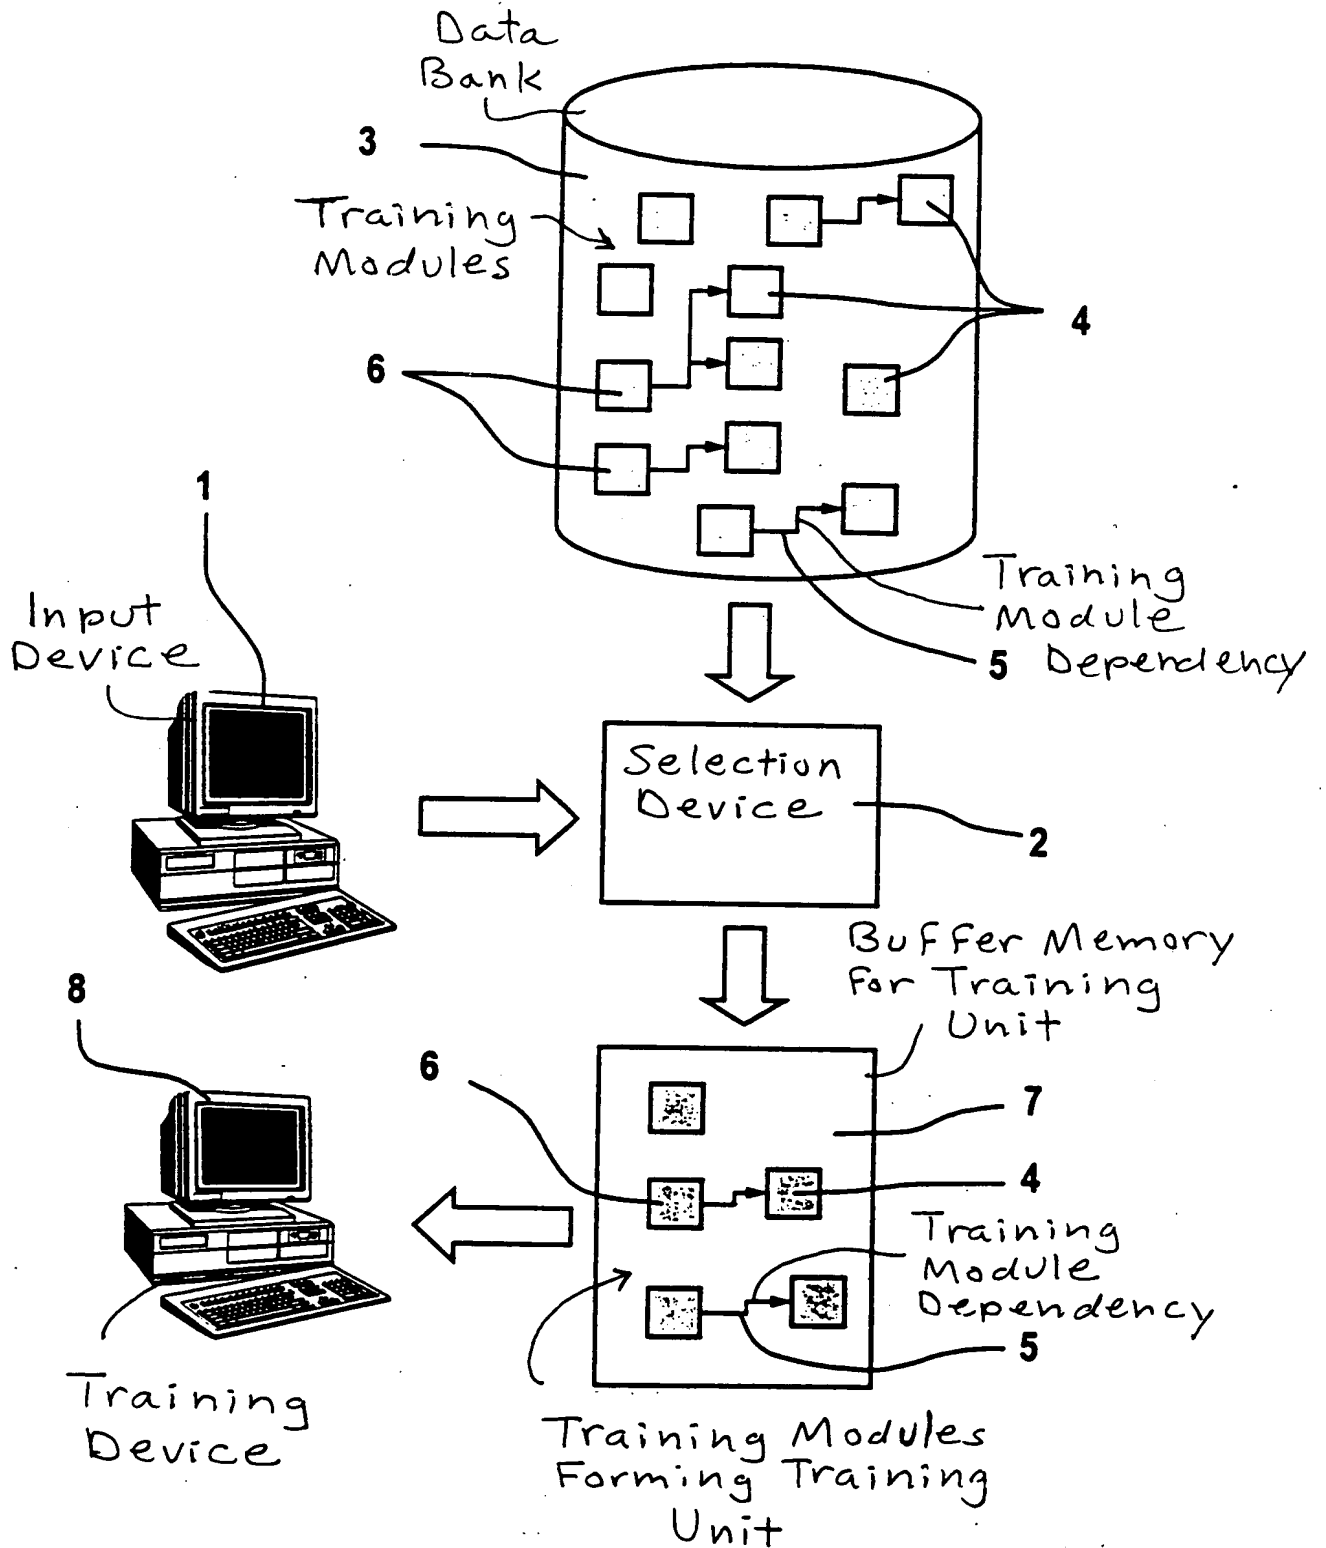 Data
Bank
3
Training
Modules
4
6
1
Input
Device
Training
Module
Dependency
5
Selection
Device
2
Buffer Memory
For Training
Unit
8
6
7
4
Training
Module
Dependency
5
Training
Device
Training Modules
Forming Training
Unit